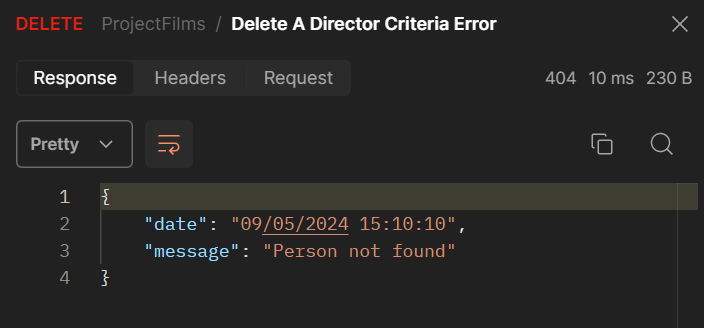 DELETE ProjectFilms / Delete A Director Criteria Error
Response Headers Request 404 10 ms 230 B
Pretty
1 {
2 "date": "09/05/2024 15:10:10",
3 "message": "Person not found"
4 }